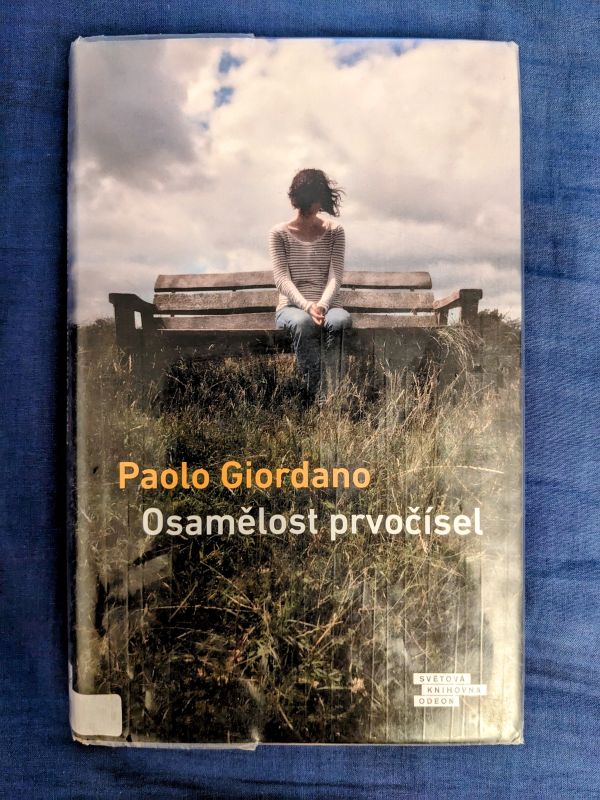 Paolo Giordano
Osamělost prvočísel
SVĚTOVÁ
KNIHOVNA
ODEON